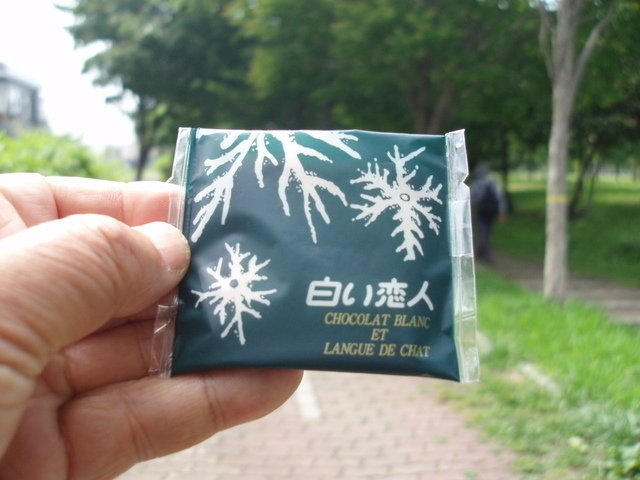 白い恋人
CHOCOLAT BLANC
ET
LANGUE DE CHAT